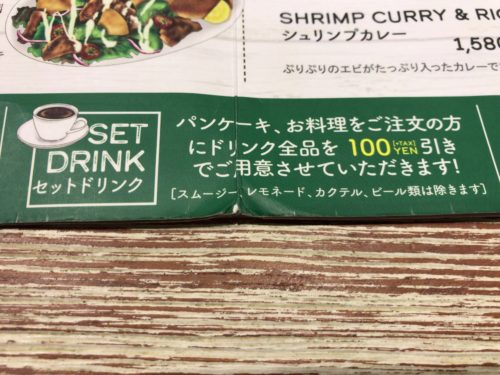 SHRIMP CURRY &
シュリンプカレー
1,580
ぷりぷりのエビがたっぷり入ったカレーで
SET
DRINK
セットドリンク
パンケーキ、お料理をご注文の方
にドリンク全品を 100 [+TAX] YEN 引き
でご用意させていただきます!
[スムージー、レモネード、カクテル、ビール類は除きます]